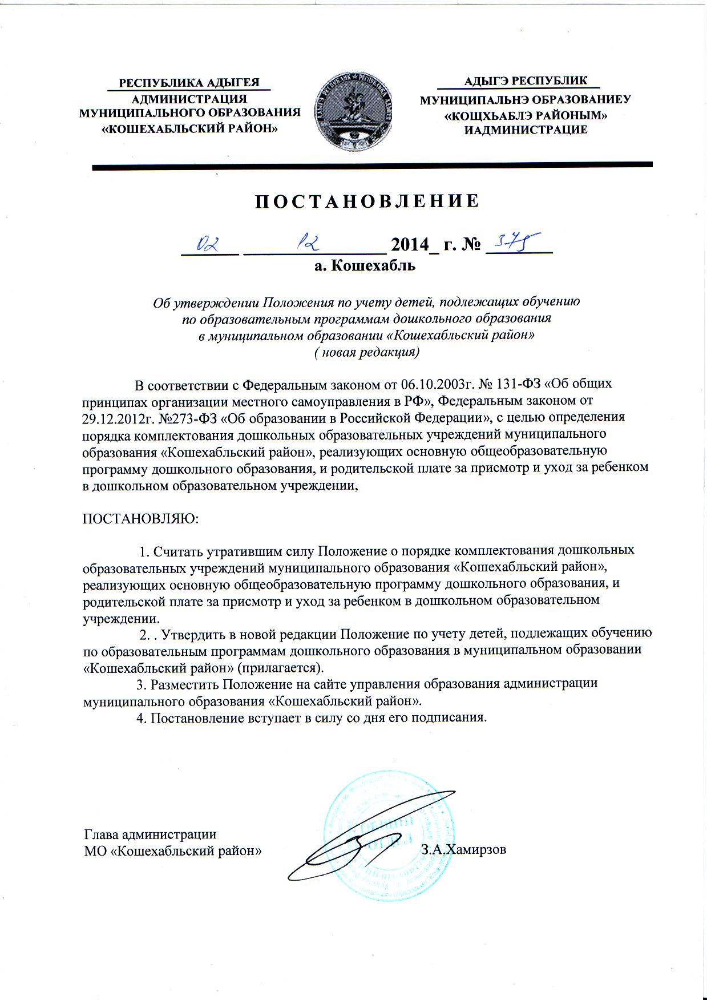 РЕСПУБЛИКА АДЫГЕЯ
АДМИНИСТРАЦИЯ
МУНИЦИПАЛЬНОГО ОБРАЗОВАНИЯ
«КОШЕХАБЛЬСКИЙ РАЙОН»
АДЫГЭ РЕСПУБЛИК
МУНИЦИПАЛЬНЭ ОБРАЗОВАНИЕУ
«КОЩХЬАБЛЭ РАЙОНЫМ»
ИАДМИНИСТРАЦИЕ
ПОСТАНОВЛЕНИЕ
02 12 2014_ г. № 375
а. Кошехабль
Об утверждении Положения по учету детей, подлежащих обучению
по образовательным программам дошкольного образования
в муниципальном образовании «Кошехабльский район»
( новая редакция)
В соответствии с Федеральным законом от 06.10.2003г. № 131-ФЗ «Об общих
принципах организации местного самоуправления в РФ», Федеральным законом от
29.12.2012г. №273-ФЗ «Об образовании в Российской Федерации», с целью определения
порядка комплектования дошкольных образовательных учреждений муниципального
образования «Кошехабльский район», реализующих основную общеобразовательную
программу дошкольного образования, и родительской плате за присмотр и уход за ребенком
в дошкольном образовательном учреждении,
ПОСТАНОВЛЯЮ:
1. Считать утратившим силу Положение о порядке комплектования дошкольных
образовательных учреждений муниципального образования «Кошехабльский район»,
реализующих основную общеобразовательную программу дошкольного образования, и
родительской плате за присмотр и уход за ребенком в дошкольном образовательном
учреждении.
2. . Утвердить в новой редакции Положение по учету детей, подлежащих обучению
по образовательным программам дошкольного образования в муниципальном образовании
«Кошехабльский район» (прилагается).
3. Разместить Положение на сайте управления образования администрации
муниципального образования «Кошехабльский район».
4. Постановление вступает в силу со дня его подписания.
Глава администрации
МО «Кошехабльский район»
З.А.Хамирзов
ОБЩИЙ
ОТДЕЛ